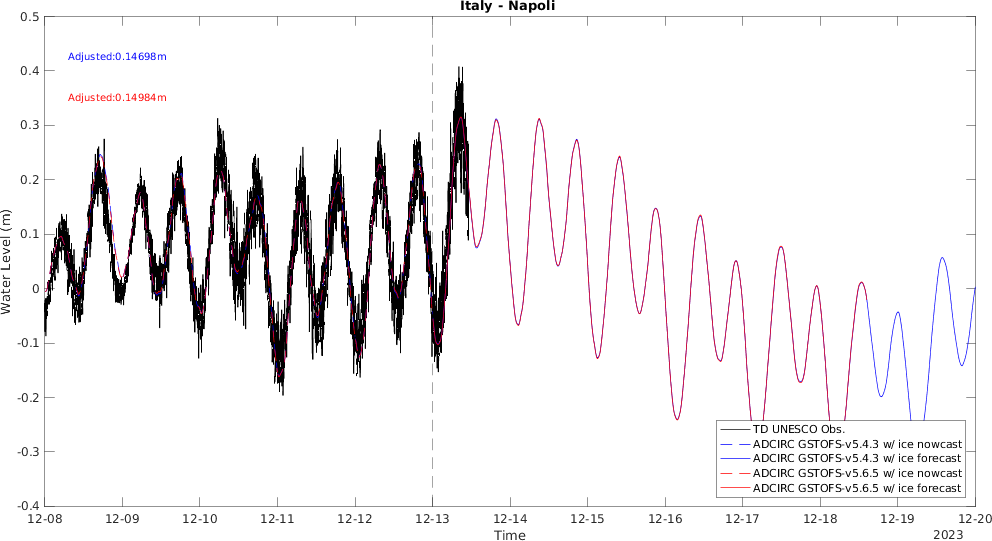 Italy - Napoli
0.5
0.4
0.3
0.2
0.1
0
-0.1
-0.2
-0.3
-0.4
Water Level (m)
Adjusted:0.14698m
Adjusted:0.14984m
TD UNESCO Obs.
ADCIRC GSTOFS-v5.4.3 w/ ice nowcast
ADCIRC GSTOFS-v5.4.3 w/ ice forecast
ADCIRC GSTOFS-v5.6.5 w/ ice nowcast
ADCIRC GSTOFS-v5.6.5 w/ ice forecast
12-08 12-09 12-10 12-11 12-12 12-13 12-14 12-15 12-16 12-17 12-18 12-19 12-20
Time
2023